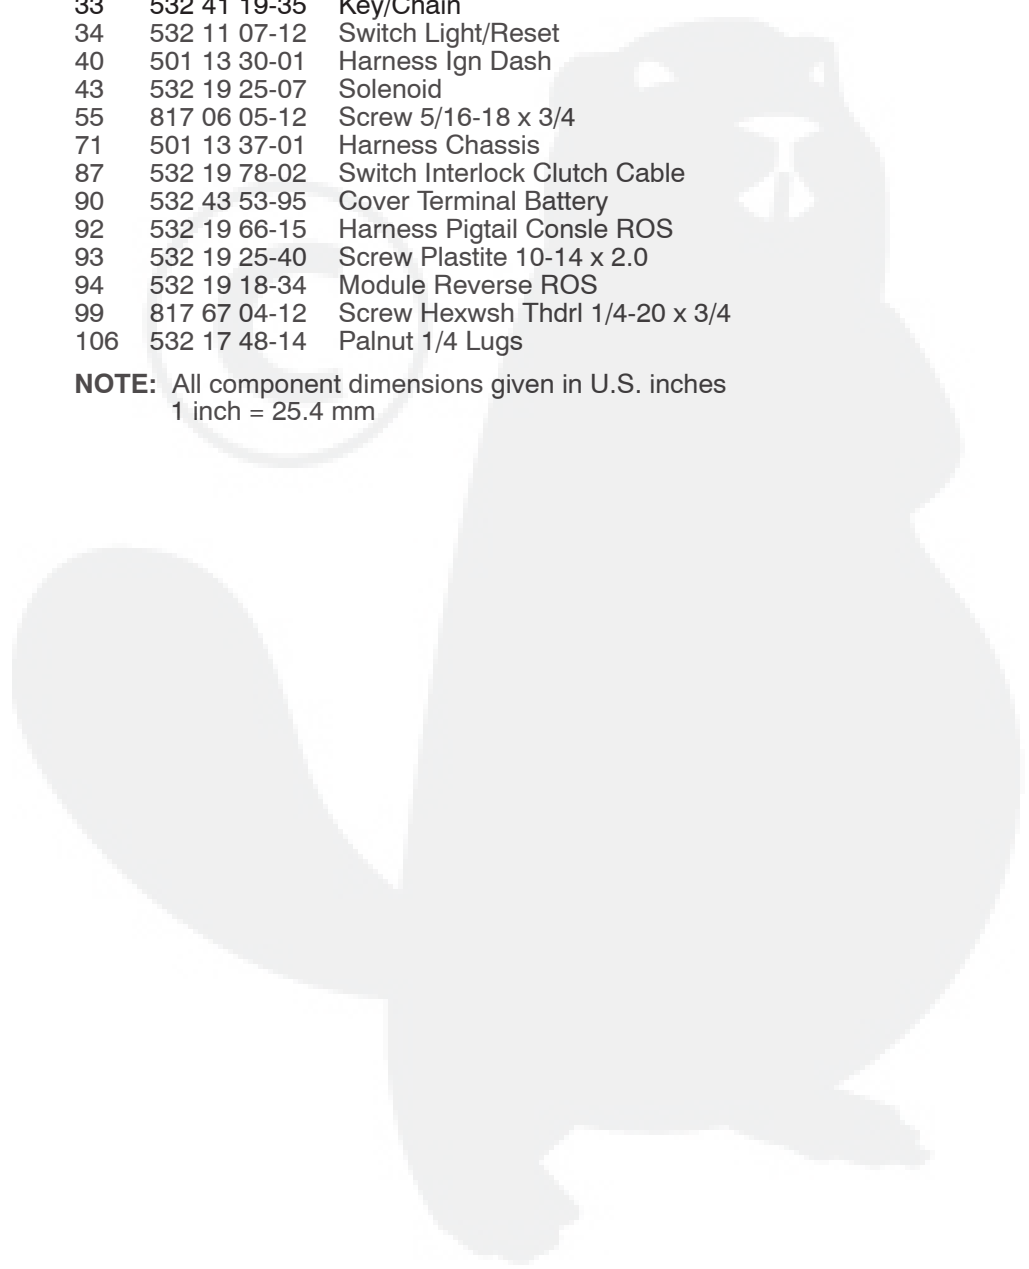 33 532 41 19-35 Key/Chain
34 532 11 07-12 Switch Light/Reset
40 501 13 30-01 Harness Ign Dash
43 532 19 25-07 Solenoid
55 817 06 05-12 Screw 5/16-18 x 3/4
71 501 13 37-01 Harness Chassis
87 532 19 78-02 Switch Interlock Clutch Cable
90 532 43 53-95 Cover Terminal Battery
92 532 19 66-15 Harness Pigtail Consle ROS
93 532 19 25-40 Screw Plastite 10-14 x 2.0
94 532 19 18-34 Module Reverse ROS
99 817 67 04-12 Screw Hexwsh Thdrl 1/4-20 x 3/4
106 532 17 48-14 Palnut 1/4 Lugs
NOTE: All component dimensions given in U.S. inches
1 inch = 25.4 mm
©